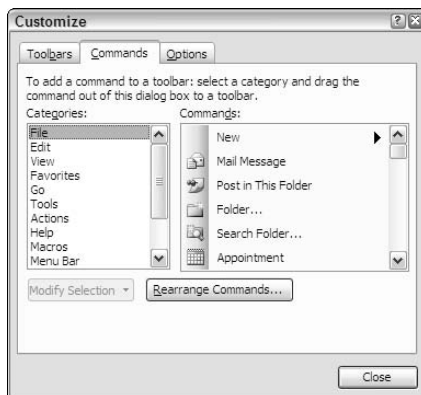 Customize
Toolbars Commands Options
To add a command to a toolbar: select a category and drag the
command out of this dialog box to a toolbar.
Categories: Commands:
File
Edit
View
Favorites
Go
Tools
Actions
Help
Macros
Menu Bar
New
Mail Message
Post in This Folder
Folder...
Search Folder...
Appointment
Modify Selection Rearrange Commands...
Close